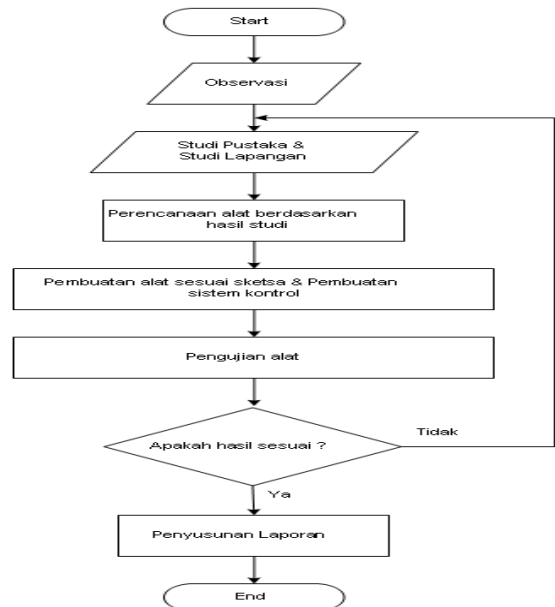 Start
Observasi
Studi Pustaka &
Studi Lapangan
Perencanaan alat berdasarkan
hasil studi
Pembuatan alat sesuai sketsa & Pembuatan
sistem kontrol
Pengujian alat
Apakah hasil sesuai ?
Tidak
Ya
Penyusunan Laporan
End